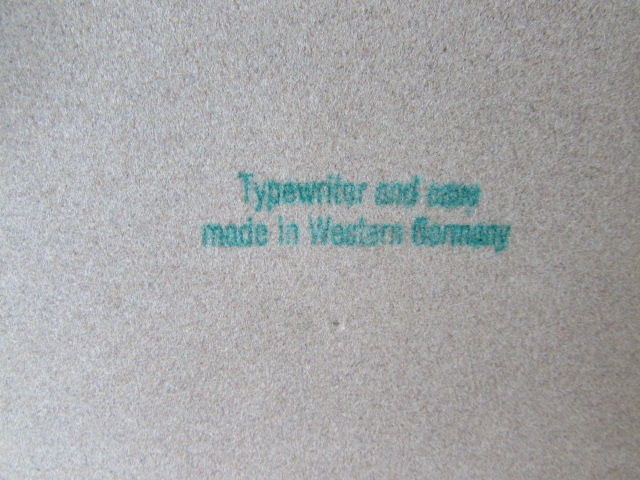 Typewriter and case
made in Western Germany